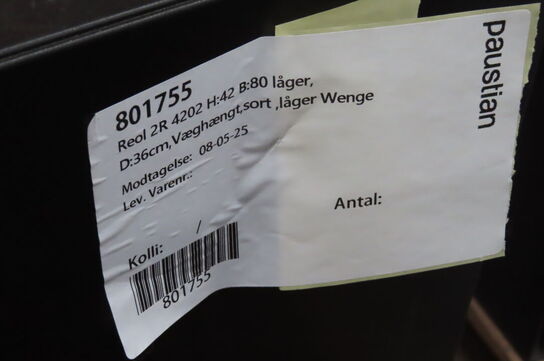 paustian
801755
Reol 2R 4202 H:42 B:80 låger,
D:36cm,Væghængt,sort ,låger Wenge
Modtagelse: 08-05-25
Lev. Varenr.:
Antal:
Kolli: /
801755